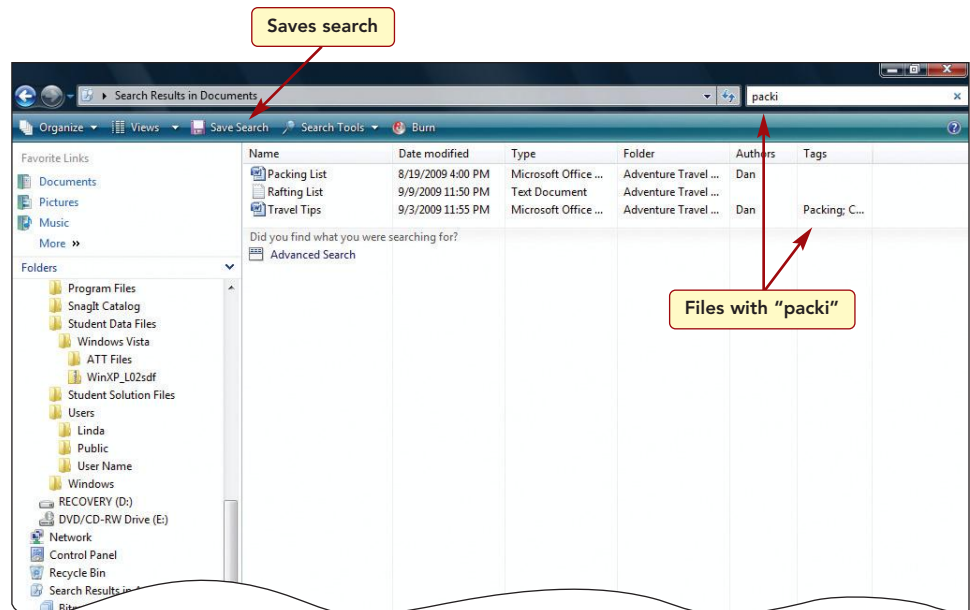 Saves search
Search Results in Documents
packi
Organize Views Save Search Search Tools Burn
Favorite Links
Documents
Pictures
Music
More »
Folders
Program Files
SnagIt Catalog
Student Data Files
Windows Vista
ATT Files
WinXP_L02sdf
Student Solution Files
Users
Linda
Public
User Name
Windows
RECOVERY (D:)
DVD/CD-RW Drive (E:)
Network
Control Panel
Recycle Bin
Search Results in
Name Date modified Type Folder Authors Tags
Packing List 8/19/2009 4:00 PM Microsoft Office ... Adventure Travel ... Dan
Rafting List 9/9/2009 11:50 PM Text Document Adventure Travel ...
Travel Tips 9/3/2009 11:55 PM Microsoft Office ... Adventure Travel ... Dan Packing; C...
Did you find what you were searching for?
Advanced Search
Files with “packi”